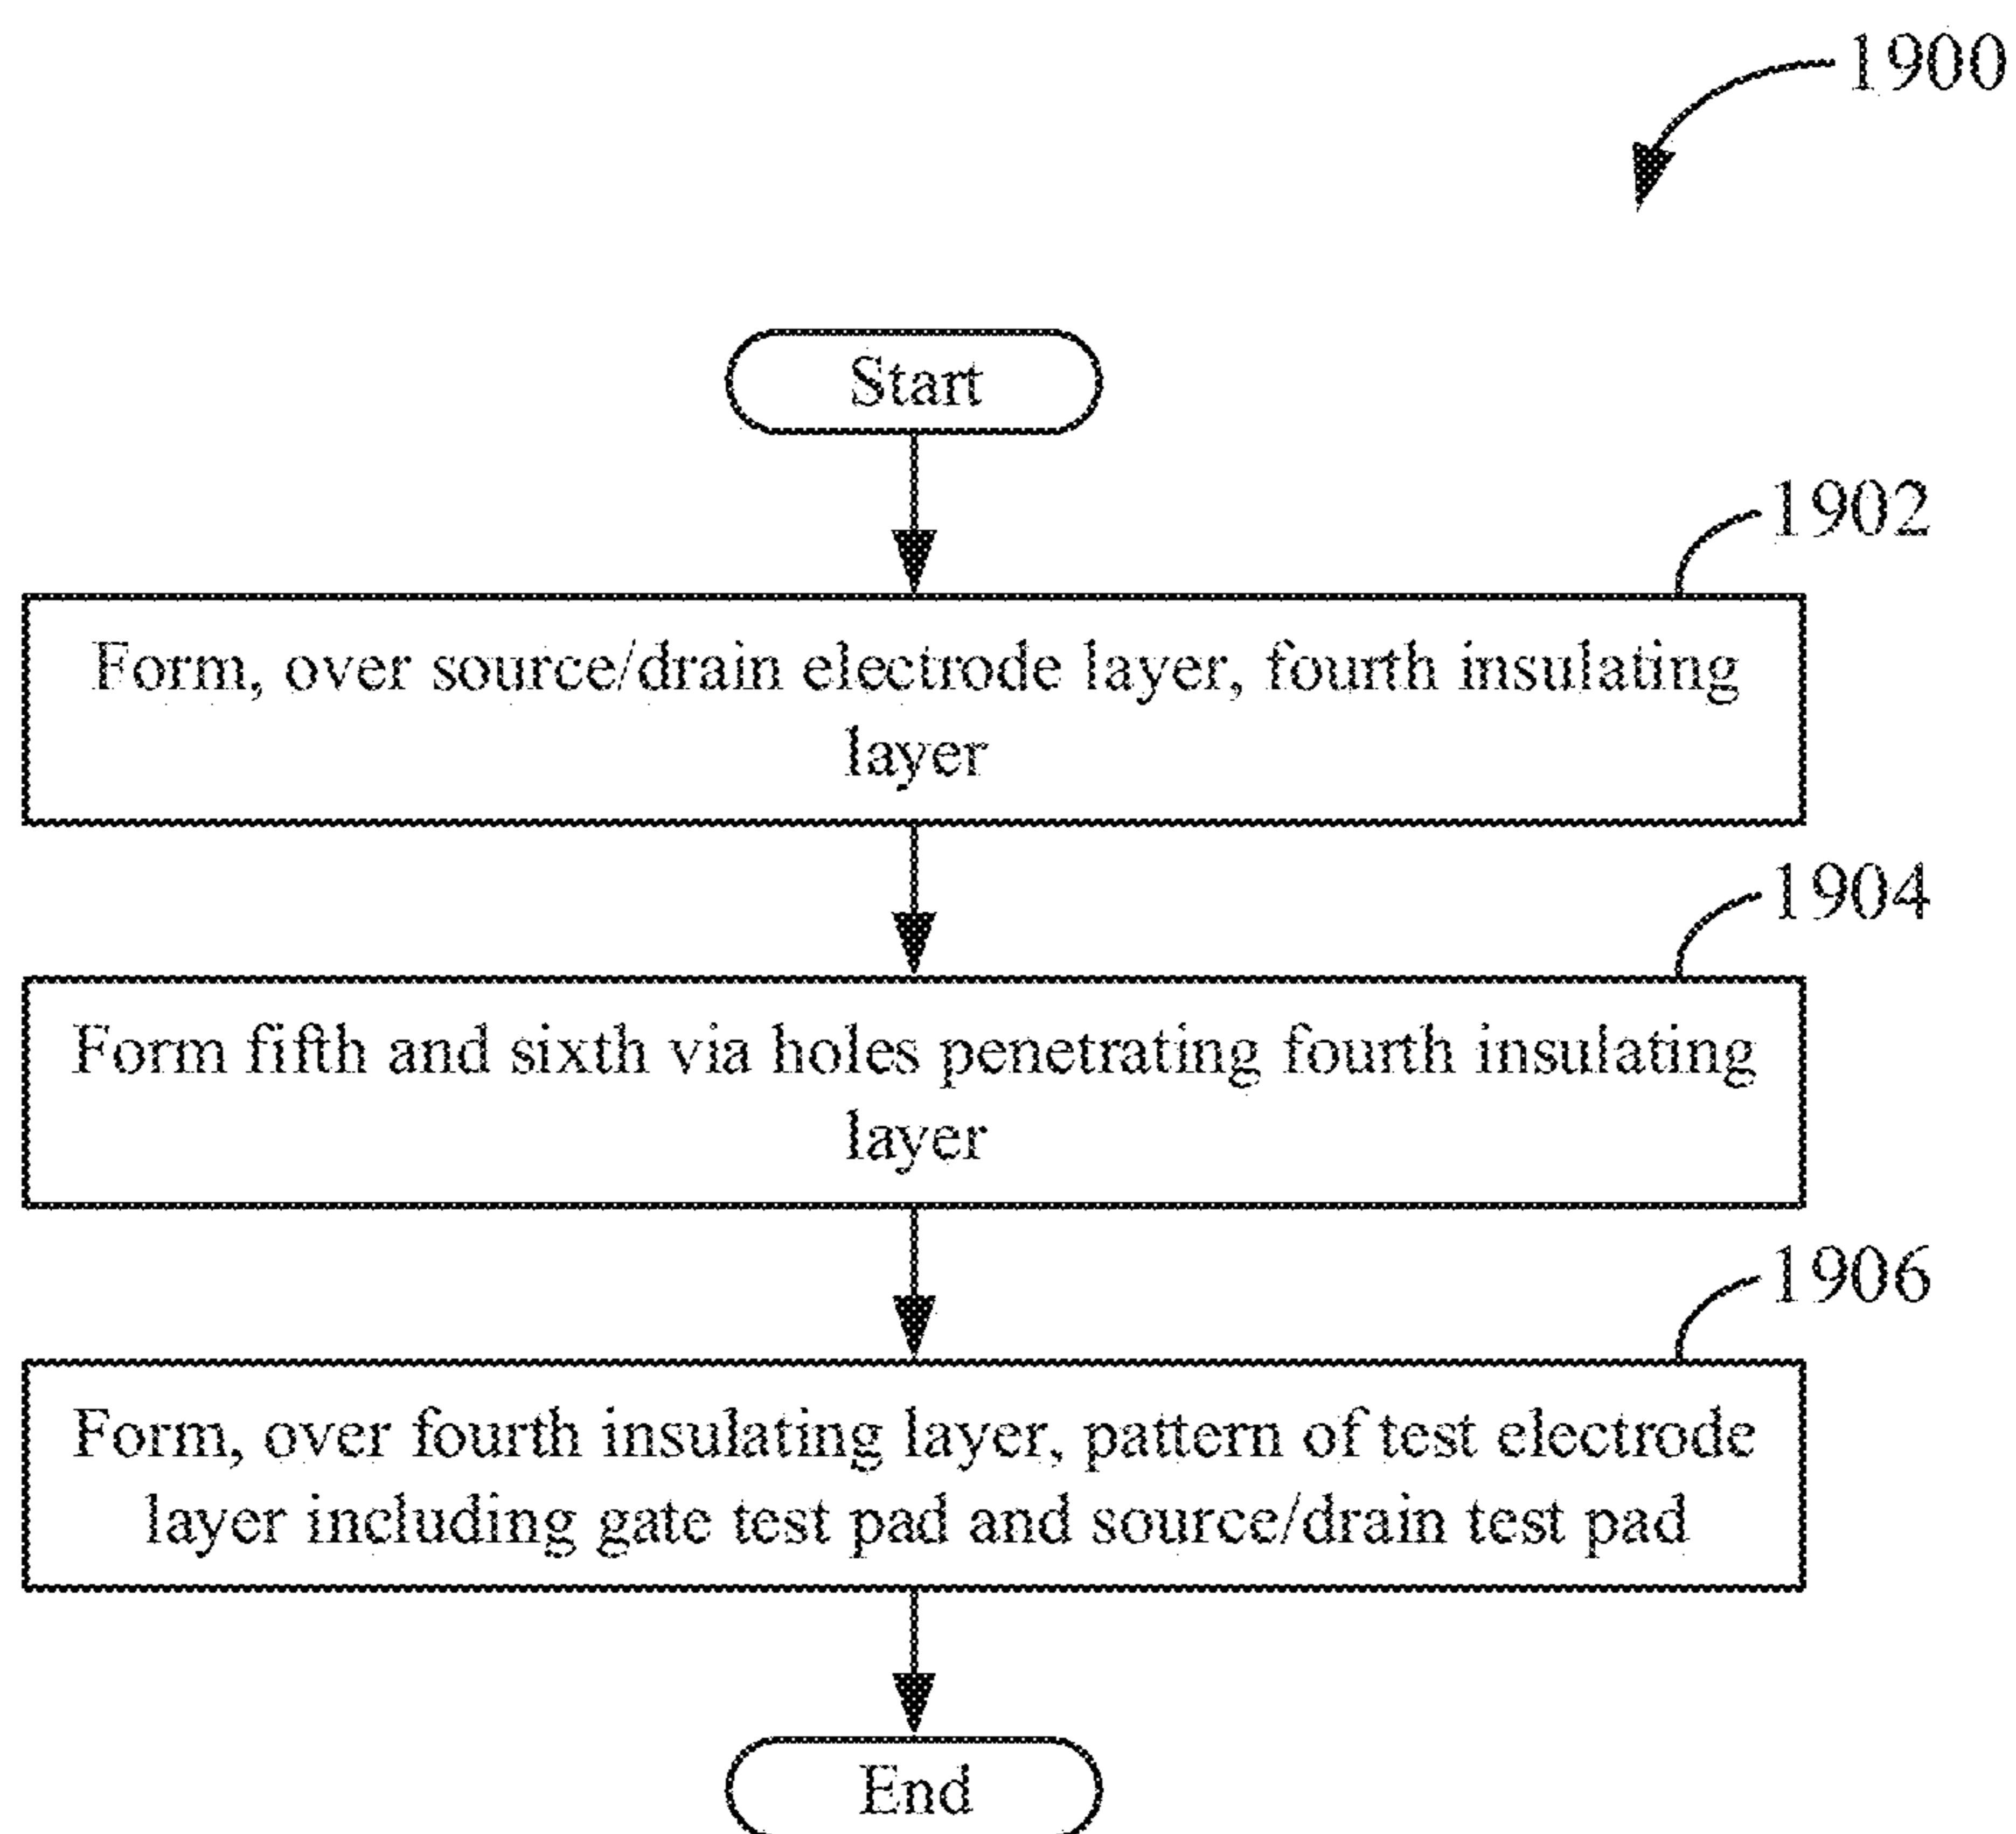 1900
Start
1902
Form, over source/drain electrode layer, fourth insulating
layer
1904
Form fifth and sixth via holes penetrating fourth insulating
layer
1906
Form, over fourth insulating layer, pattern of test electrode
layer including gate test pad and source/drain test pad
End